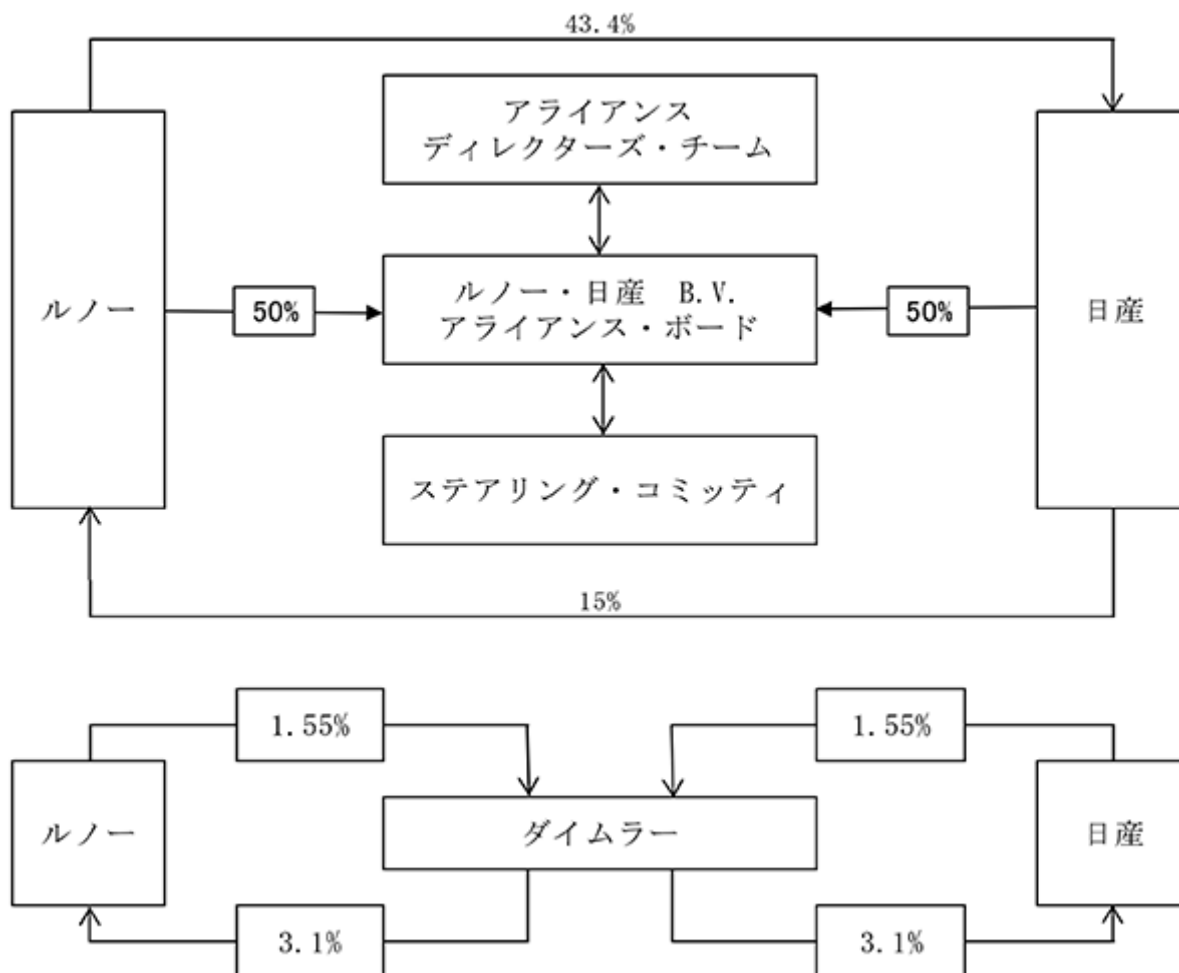 43.4%
アライアンス
ディレクターズ・チーム
ルノー
50%
ルノー・日産 B.V.
アライアンス・ボード
50%
日産
ステアリング・コミッティ
15%
1.55%
1.55%
ルノー
ダイムラー
日産
3.1%
3.1%